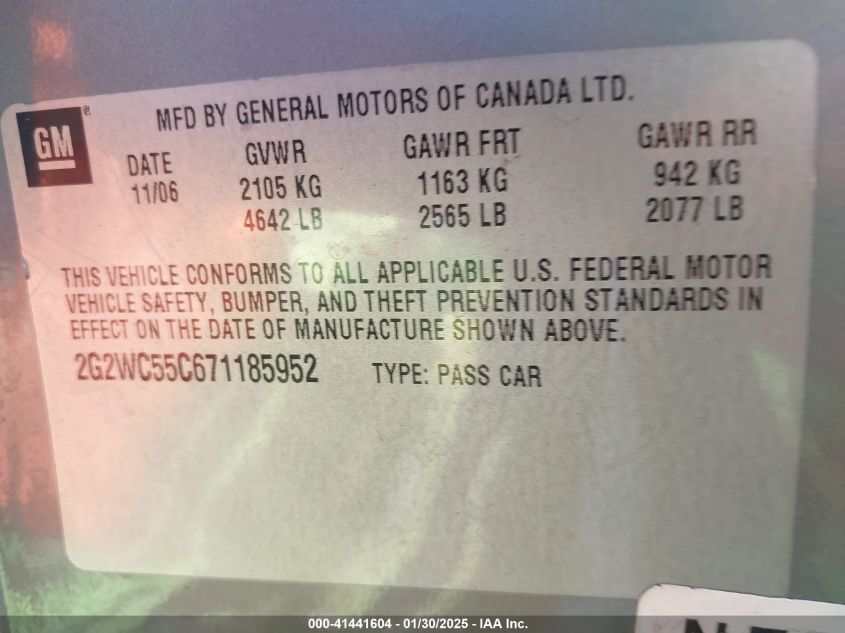 MFD BY GENERAL MOTORS OF CANADA LTD.
GM ®
DATE GVWR GAWR FRT GAWR RR
11/06 2105 KG 1163 KG 942 KG
4642 LB 2565 LB 2077 LB
THIS VEHICLE CONFORMS TO ALL APPLICABLE U.S. FEDERAL MOTOR
VEHICLE SAFETY, BUMPER, AND THEFT PREVENTION STANDARDS IN
EFFECT ON THE DATE OF MANUFACTURE SHOWN ABOVE.
2G2WC55C671185952 TYPE: PASS CAR
000-41441604 - 01/30/2025 - IAA Inc.